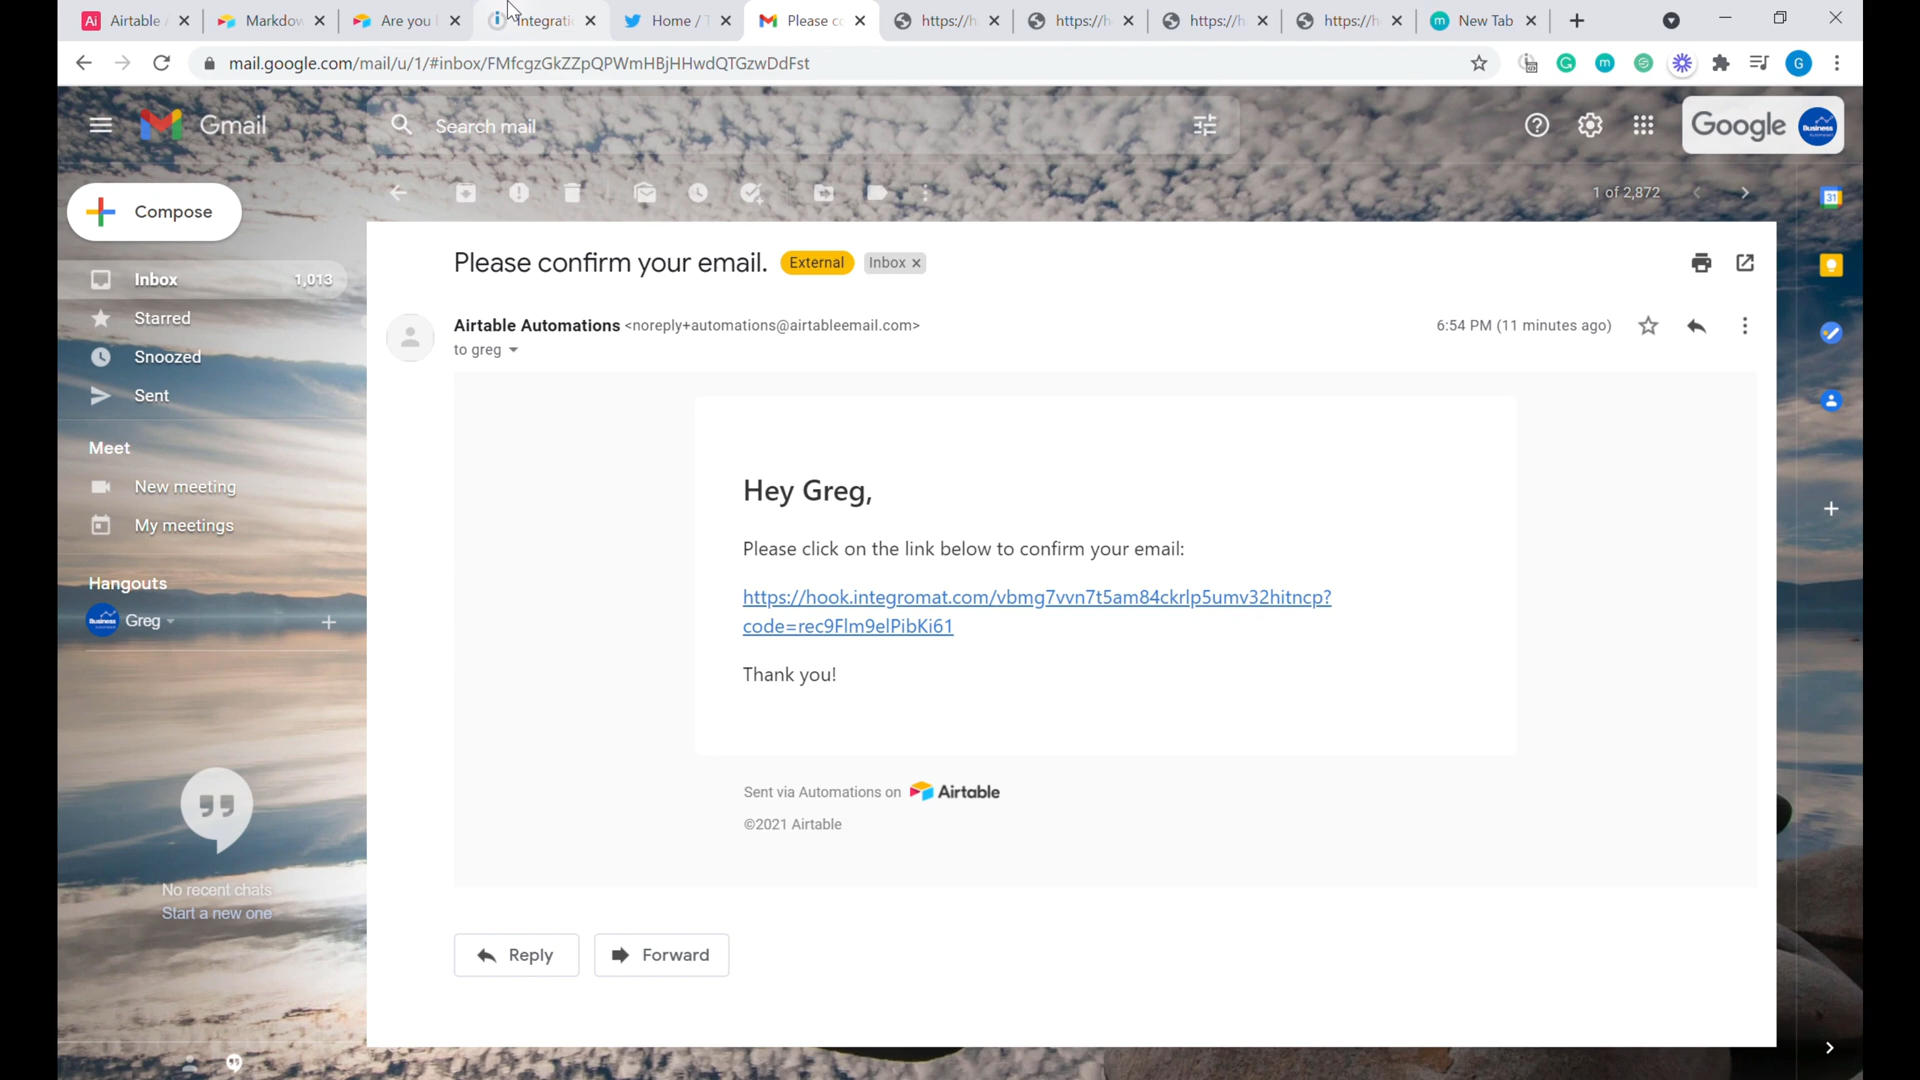 Airtable
Markdow
Are you
Integratic
Home / T
Please co
https://h
https://h
https://h
https://h
New Tab
mail.google.com/mail/u/1/#inbox/FMfcgzGkZZpQPWmHBjHHwdQTGzwDdFst
G
Gmail
Search mail
Google
Business
Compose
1 of 2,872
Inbox 1,013
Starred
Snoozed
Sent
Meet
New meeting
My meetings
Hangouts
Greg
No recent chats
Start a new one
Please confirm your email. External Inbox
Airtable Automations <noreply+automations@airtableemail.com> 6:54 PM (11 minutes ago)
to greg
Hey Greg,
Please click on the link below to confirm your email:
https://hook.integromat.com/vbmg7vvn7t5am84ckrlp5umv32hitncp?
code=rec9Flm9elPibKi61
Thank you!
Sent via Automations on Airtable
©2021 Airtable
Reply
Forward
31